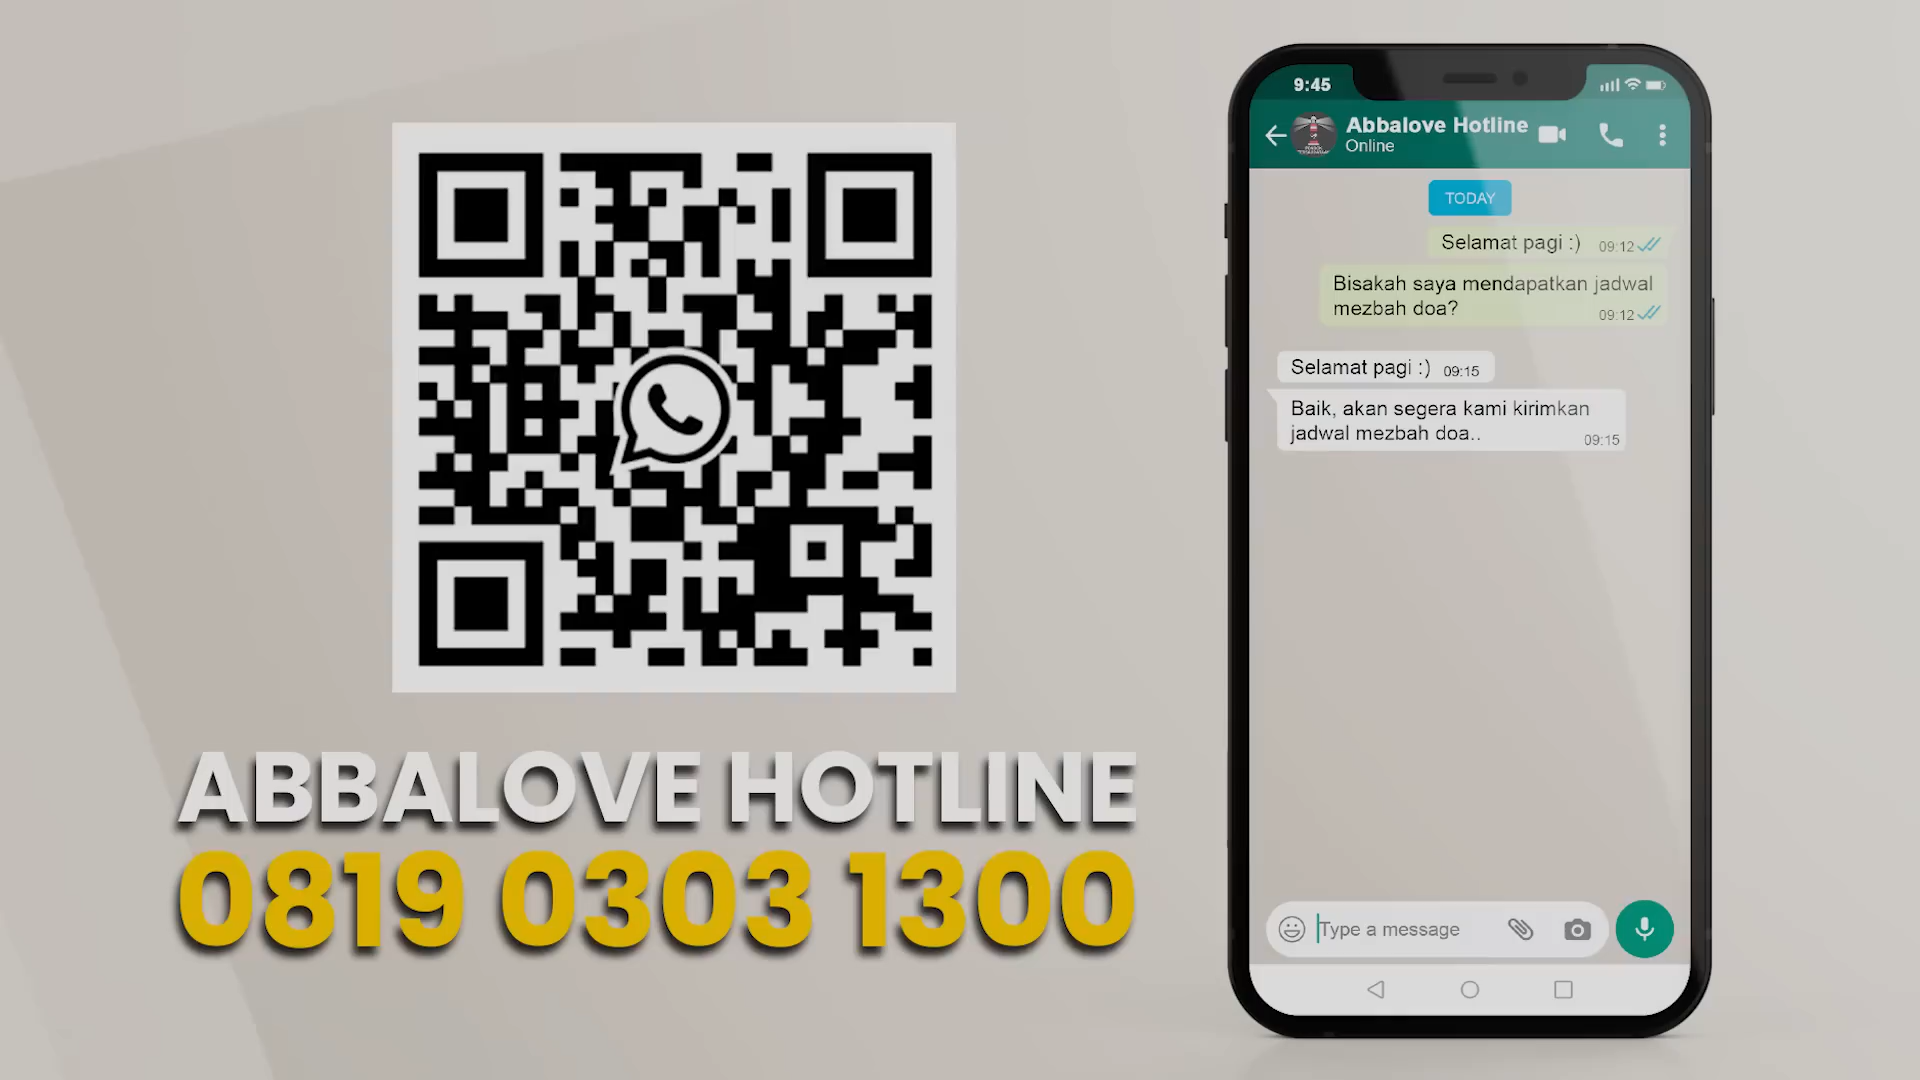 ABBALOVE HOTLINE
0819 0303 1300
9:45
Abbalove Hotline
Online
TODAY
Selamat pagi :) 09:12
Bisakah saya mendapatkan jadwal
mezbah doa? 09:12
Selamat pagi :) 09:15
Baik, akan segera kami kirimkan
jadwal mezbah doa.. 09:15
Type a message